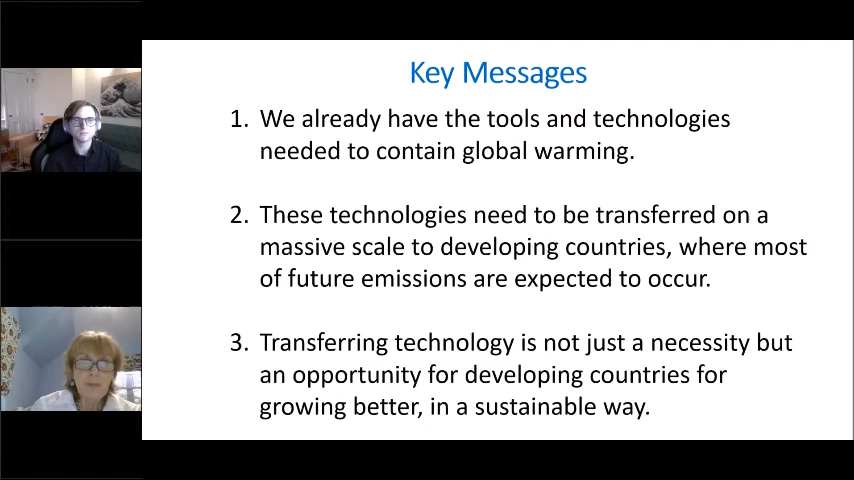 Key Messages
1. We already have the tools and technologies
needed to contain global warming.
2. These technologies need to be transferred on a
massive scale to developing countries, where most
of future emissions are expected to occur.
3. Transferring technology is not just a necessity but
an opportunity for developing countries for
growing better, in a sustainable way.